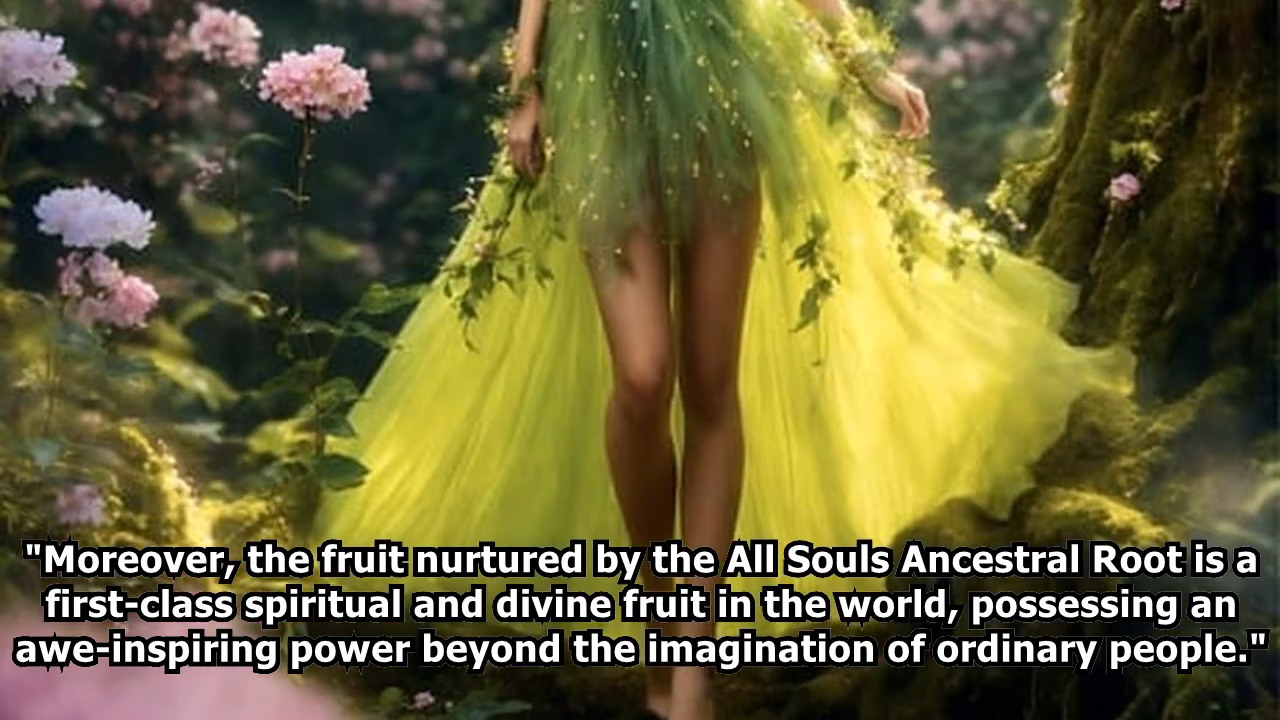 "Moreover, the fruit nurtured by the All Souls Ancestral Root is a
first-class spiritual and divine fruit in the world, possessing an
awe-inspiring power beyond the imagination of ordinary people."